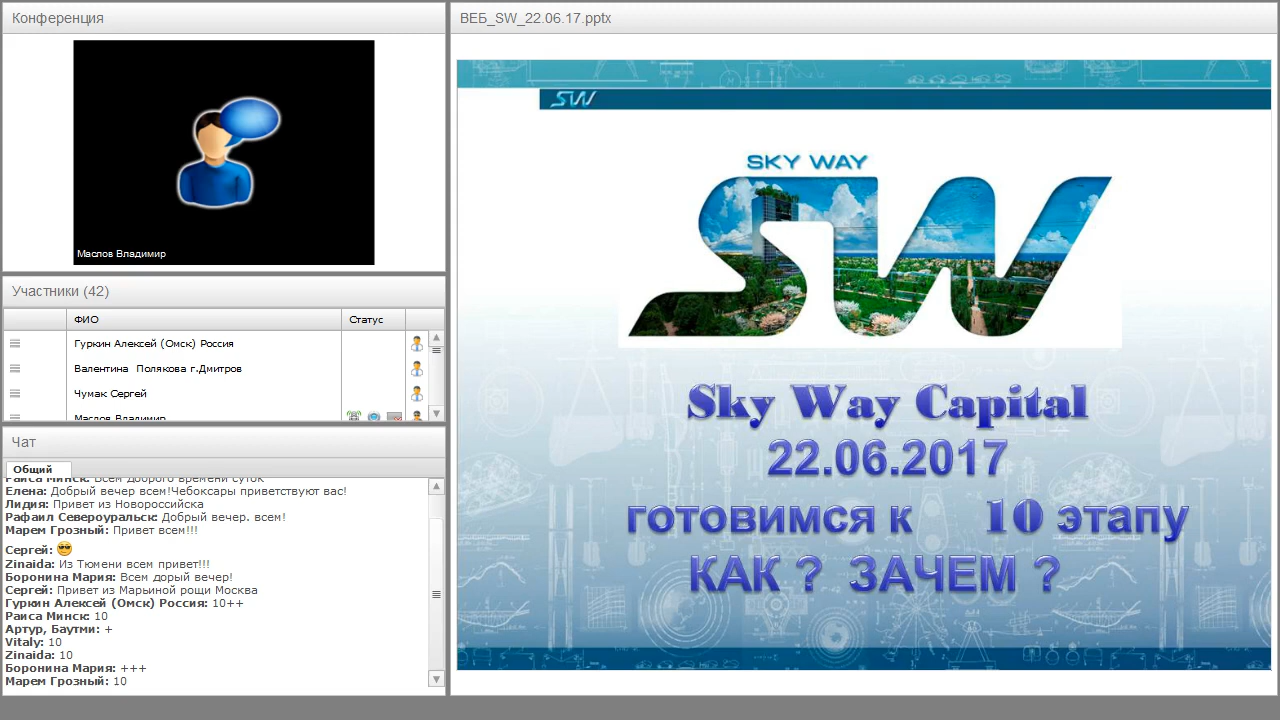 Конференция
Маслов Владимир
Участники (42)
ФИО Статус
Гуркин Алексей (Омск) Россия
Валентина Полякова г.Дмитров
Чумак Сергей
Маслов Владимир
Чат
Общий
Раиса Минск: Всем доброго времени суток
Елена: Добрый вечер всем!Чебоксары приветствуют вас!
Лидия: Привет из Новороссийска
Рафаил Североуральск: Добрый вечер. всем!
Марем Грозный: Привет всем!!!
Сергей:
Zinaida: Из Тюмени всем привет!!!
Боронина Мария: Всем дорый вечер!
Сергей: Привет из Марьиной рощи Москва
Гуркин Алексей (Омск) Россия: 10++
Раиса Минск: 10
Артур, Баутми: +
Vitaly: 10
Zinaida: 10
Боронина Мария: +++
Марем Грозный: 10
ВЕБ_SW_22.06.17.pptx
SW
SKY WAY
SW
Sky Way Capital
22.06.2017
готовимся к 10 этапу
КАК ? ЗАЧЕМ ?